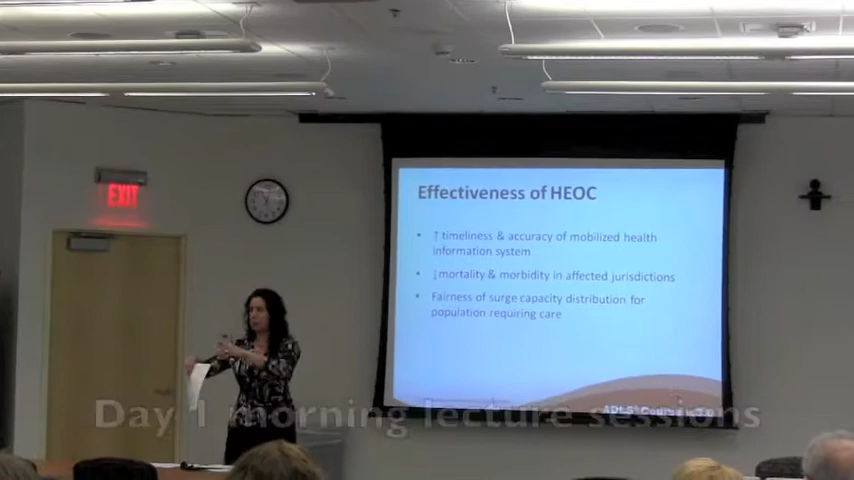 EXIT
Effectiveness of HEOC
• ↑timeliness & accuracy of mobilized health
information system
• ↓mortality & morbidity in affected jurisdictions
• Fairness of surge capacity distribution for
population requiring care
Day 1 morning lecture & Breakout sessions